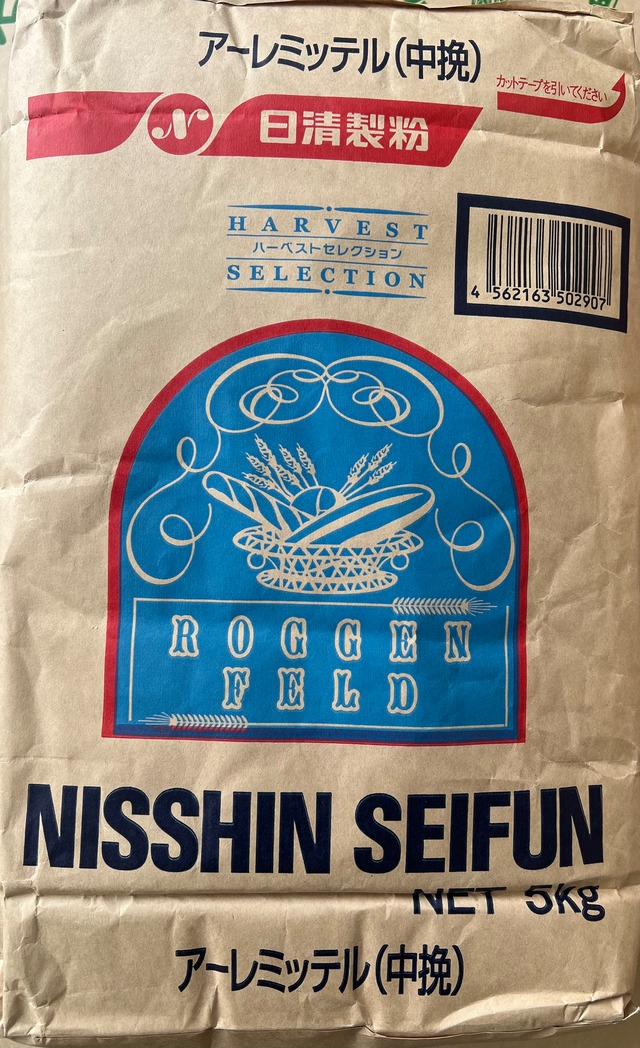 アーレミッテル(中挽)
カットテープを引いてください
N 日清製粉
HARVEST
ハーベストセレクション
SELECTION
4 562163 502907
ROGGEN
FELD
NISSHIN SEIFUN
NET 5kg
アーレミッテル(中挽)